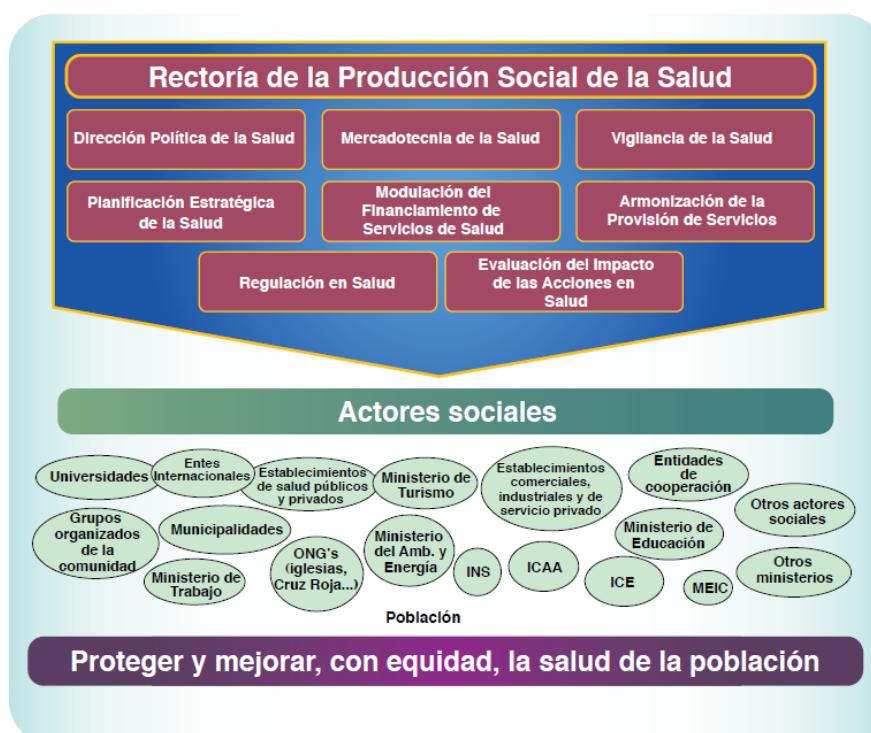 Rectoría de la Producción Social de la Salud
Dirección Política de la Salud
Mercadotecnia de la Salud
Vigilancia de la Salud
Planificación Estratégica
de la Salud
Modulación del
Financiamiento de
Servicios de Salud
Armonización de la
Provisión de Servicios
Regulación en Salud
Evaluación del Impacto
de las Acciones en
Salud
Actores sociales
Universidades
Entes
Internacionales
Establecimientos
de salud públicos
y privados
Ministerio de
Turismo
Establecimientos
comerciales,
industriales y de
servicio privado
Entidades
de
cooperación
Otros actores
sociales
Grupos
organizados
de la
comunidad
Municipalidades
Ministerio de
Trabajo
ONG's
(iglesias,
Cruz Roja...)
Ministerio
del Amb. y
Energía
INS
ICAA
ICE
Ministerio de
Educación
MEIC
Otros
ministerios
Población
Proteger y mejorar, con equidad, la salud de la población